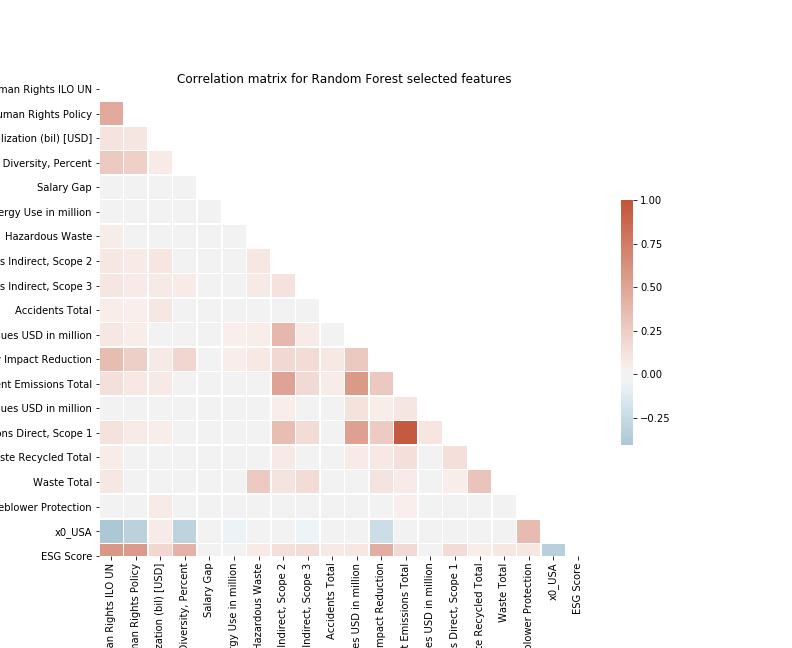 Correlation matrix for Random Forest selected features
man Rights ILO UN
uman Rights Policy
lization (bil) [USD]
Diversity, Percent
Salary Gap
ergy Use in million
Hazardous Waste
s Indirect, Scope 2
s Indirect, Scope 3
Accidents Total
ues USD in million
y Impact Reduction
ent Emissions Total
ues USD in million
ons Direct, Scope 1
ste Recycled Total
Waste Total
eblower Protection
x0_USA
ESG Score
1.00
0.75
0.50
0.25
0.00
−0.25
an Rights ILO UN
man Rights Policy
zation (bil) [USD]
Diversity, Percent
Salary Gap
rgy Use in million
Hazardous Waste
Indirect, Scope 2
Indirect, Scope 3
Accidents Total
es USD in million
mpact Reduction
t Emissions Total
es USD in million
s Direct, Scope 1
te Recycled Total
Waste Total
blower Protection
x0_USA
ESG Score